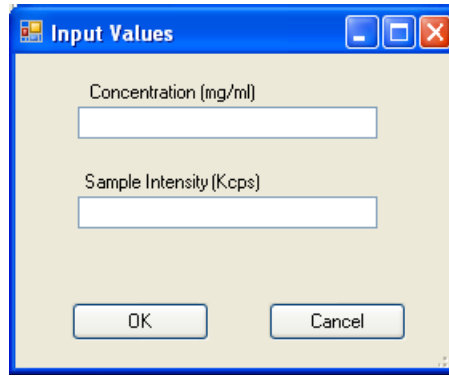 Input Values
Concentration (mg/ml)
Sample Intensity (Kcps)
OK Cancel